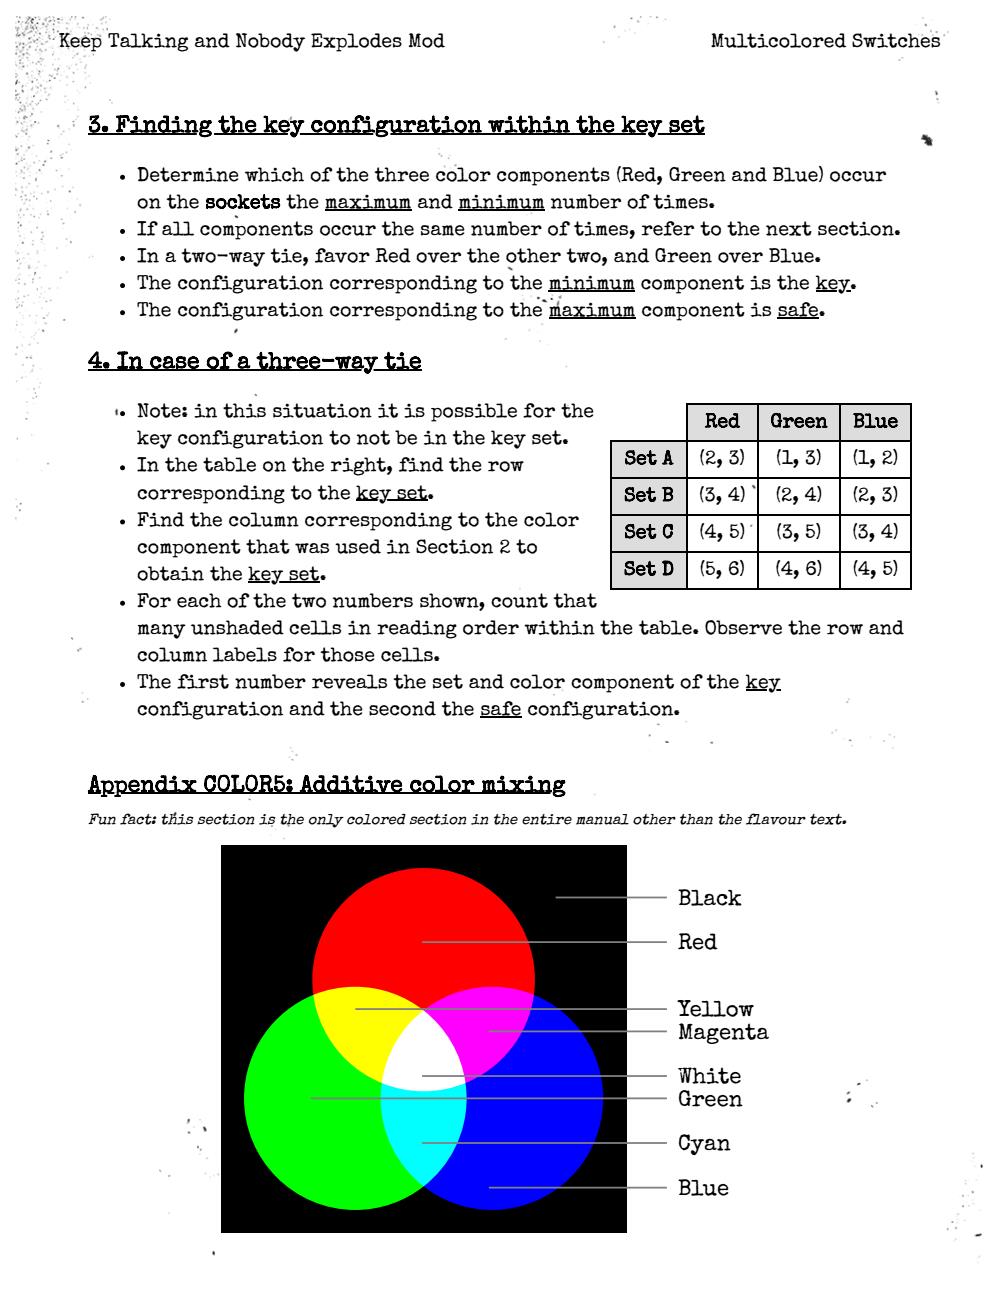 Keep Talking and Nobody Explodes Mod
Multicolored Switches
3. Finding the key configuration within the key set
• Determine which of the three color components (Red, Green and Blue) occur
on the sockets the maximum and minimum number of times.
• If all components occur the same number of times, refer to the next section.
• In a two-way tie, favor Red over the other two, and Green over Blue.
• The configuration corresponding to the minimum component is the key.
• The configuration corresponding to the maximum component is safe.
4. In case of a three-way tie
• Note: in this situation it is possible for the
key configuration to not be in the key set.
• In the table on the right, find the row
corresponding to the key set.
• Find the column corresponding to the color
component that was used in Section 2 to
obtain the key set.
• For each of the two numbers shown, count that
many unshaded cells in reading order within the table. Observe the row and
column labels for those cells.
• The first number reveals the set and color component of the key
configuration and the second the safe configuration.
Red Green Blue
Set A (2, 3) (1, 3) (1, 2)
Set B (3, 4) (2, 4) (2, 3)
Set C (4, 5) (3, 5) (3, 4)
Set D (5, 6) (4, 6) (4, 5)
Appendix COLOR5: Additive color mixing
Fun fact: this section is the only colored section in the entire manual other than the flavour text.
Black
Red
Yellow
Magenta
White
Green
Cyan
Blue